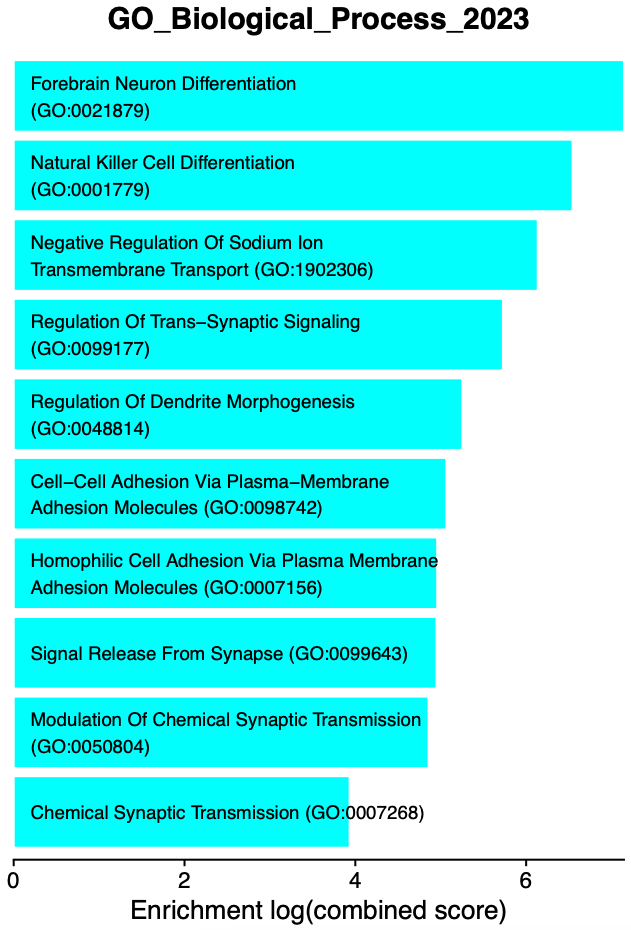 GO_Biological_Process_2023
Forebrain Neuron Differentiation
(GO:0021879)
Natural Killer Cell Differentiation
(GO:0001779)
Negative Regulation Of Sodium Ion
Transmembrane Transport (GO:1902306)
Regulation Of Trans−Synaptic Signaling
(GO:0099177)
Regulation Of Dendrite Morphogenesis
(GO:0048814)
Cell−Cell Adhesion Via Plasma−Membrane
Adhesion Molecules (GO:0098742)
Homophilic Cell Adhesion Via Plasma Membrane
Adhesion Molecules (GO:0007156)
Signal Release From Synapse (GO:0099643)
Modulation Of Chemical Synaptic Transmission
(GO:0050804)
Chemical Synaptic Transmission (GO:0007268)
0 2 4 6
Enrichment log(combined score)